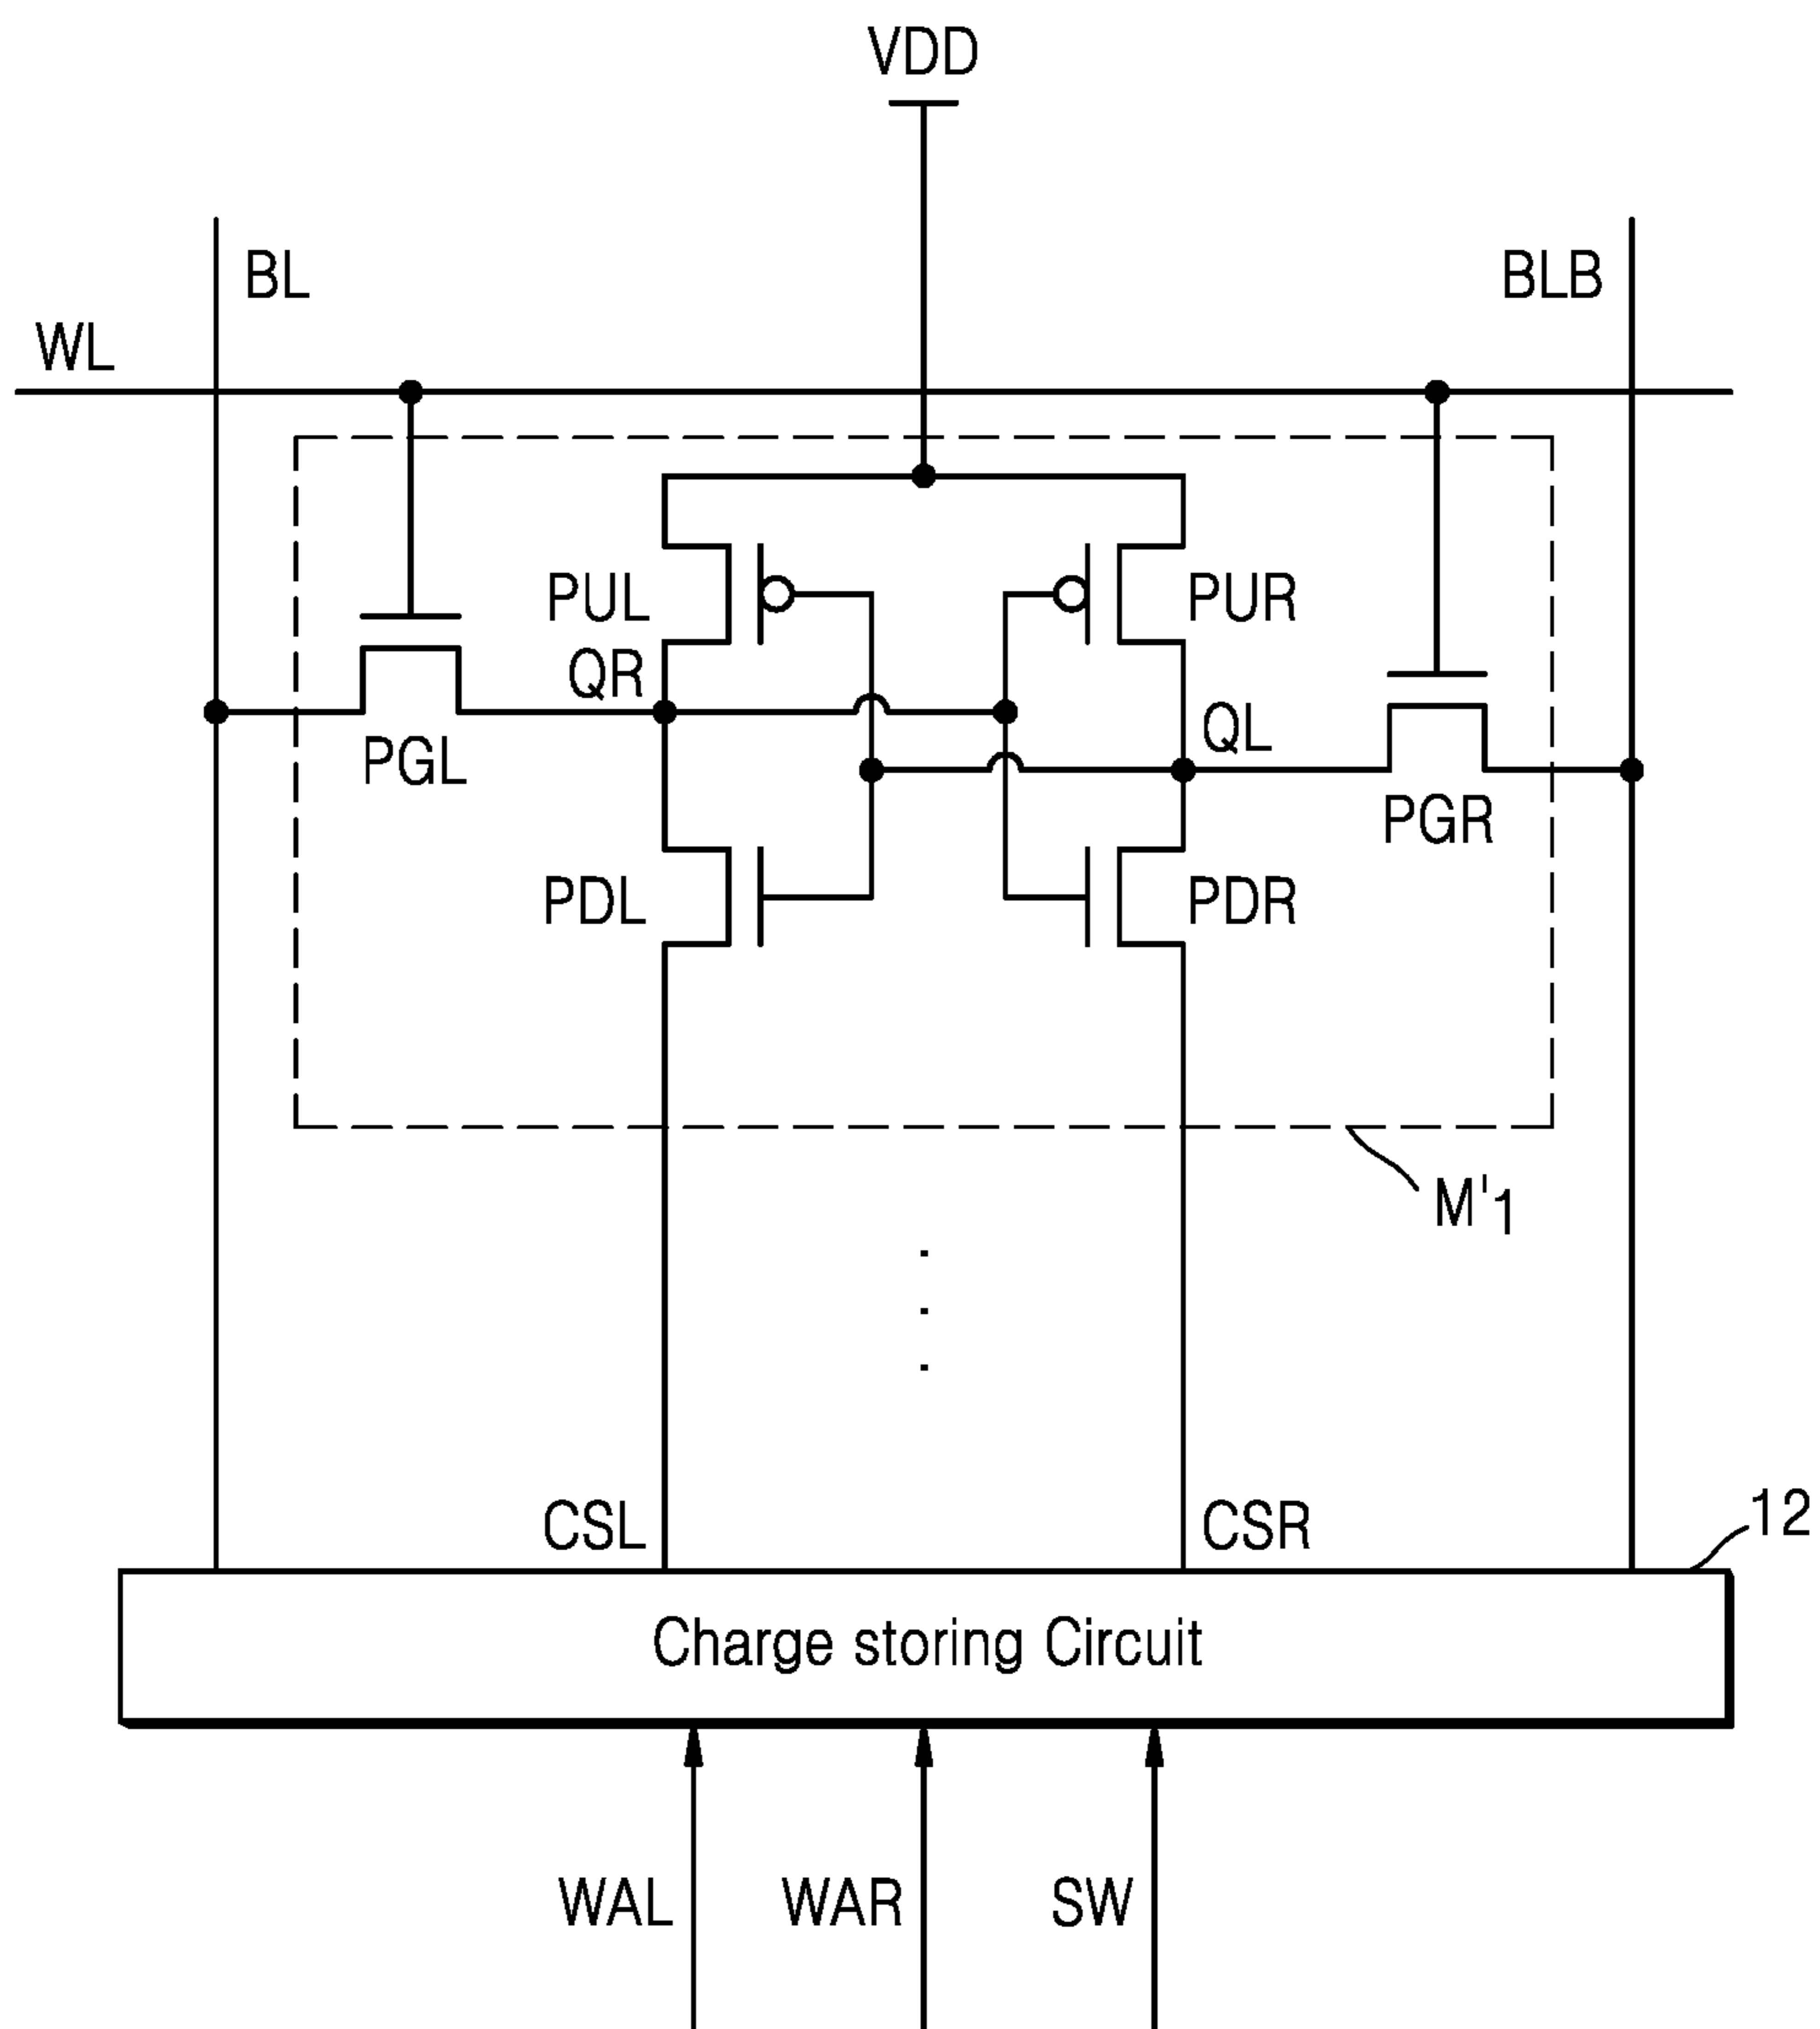 VDD
BL
BLB
WL
PUL
PUR
QR
QL
PGL
PGR
PDL
PDR
M'1
CSL
CSR
12
Charge storing Circuit
WAL
WAR
SW